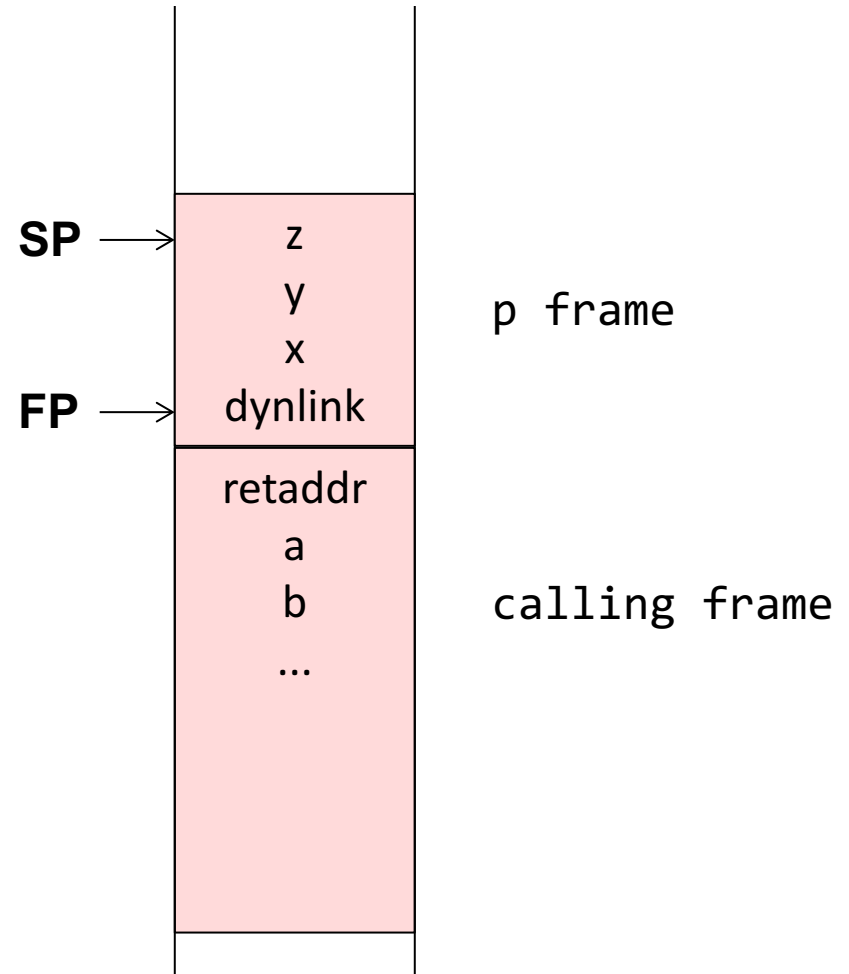 SP
z
y
p frame
x
FP
dynlink
retaddr
a
b
calling frame
...